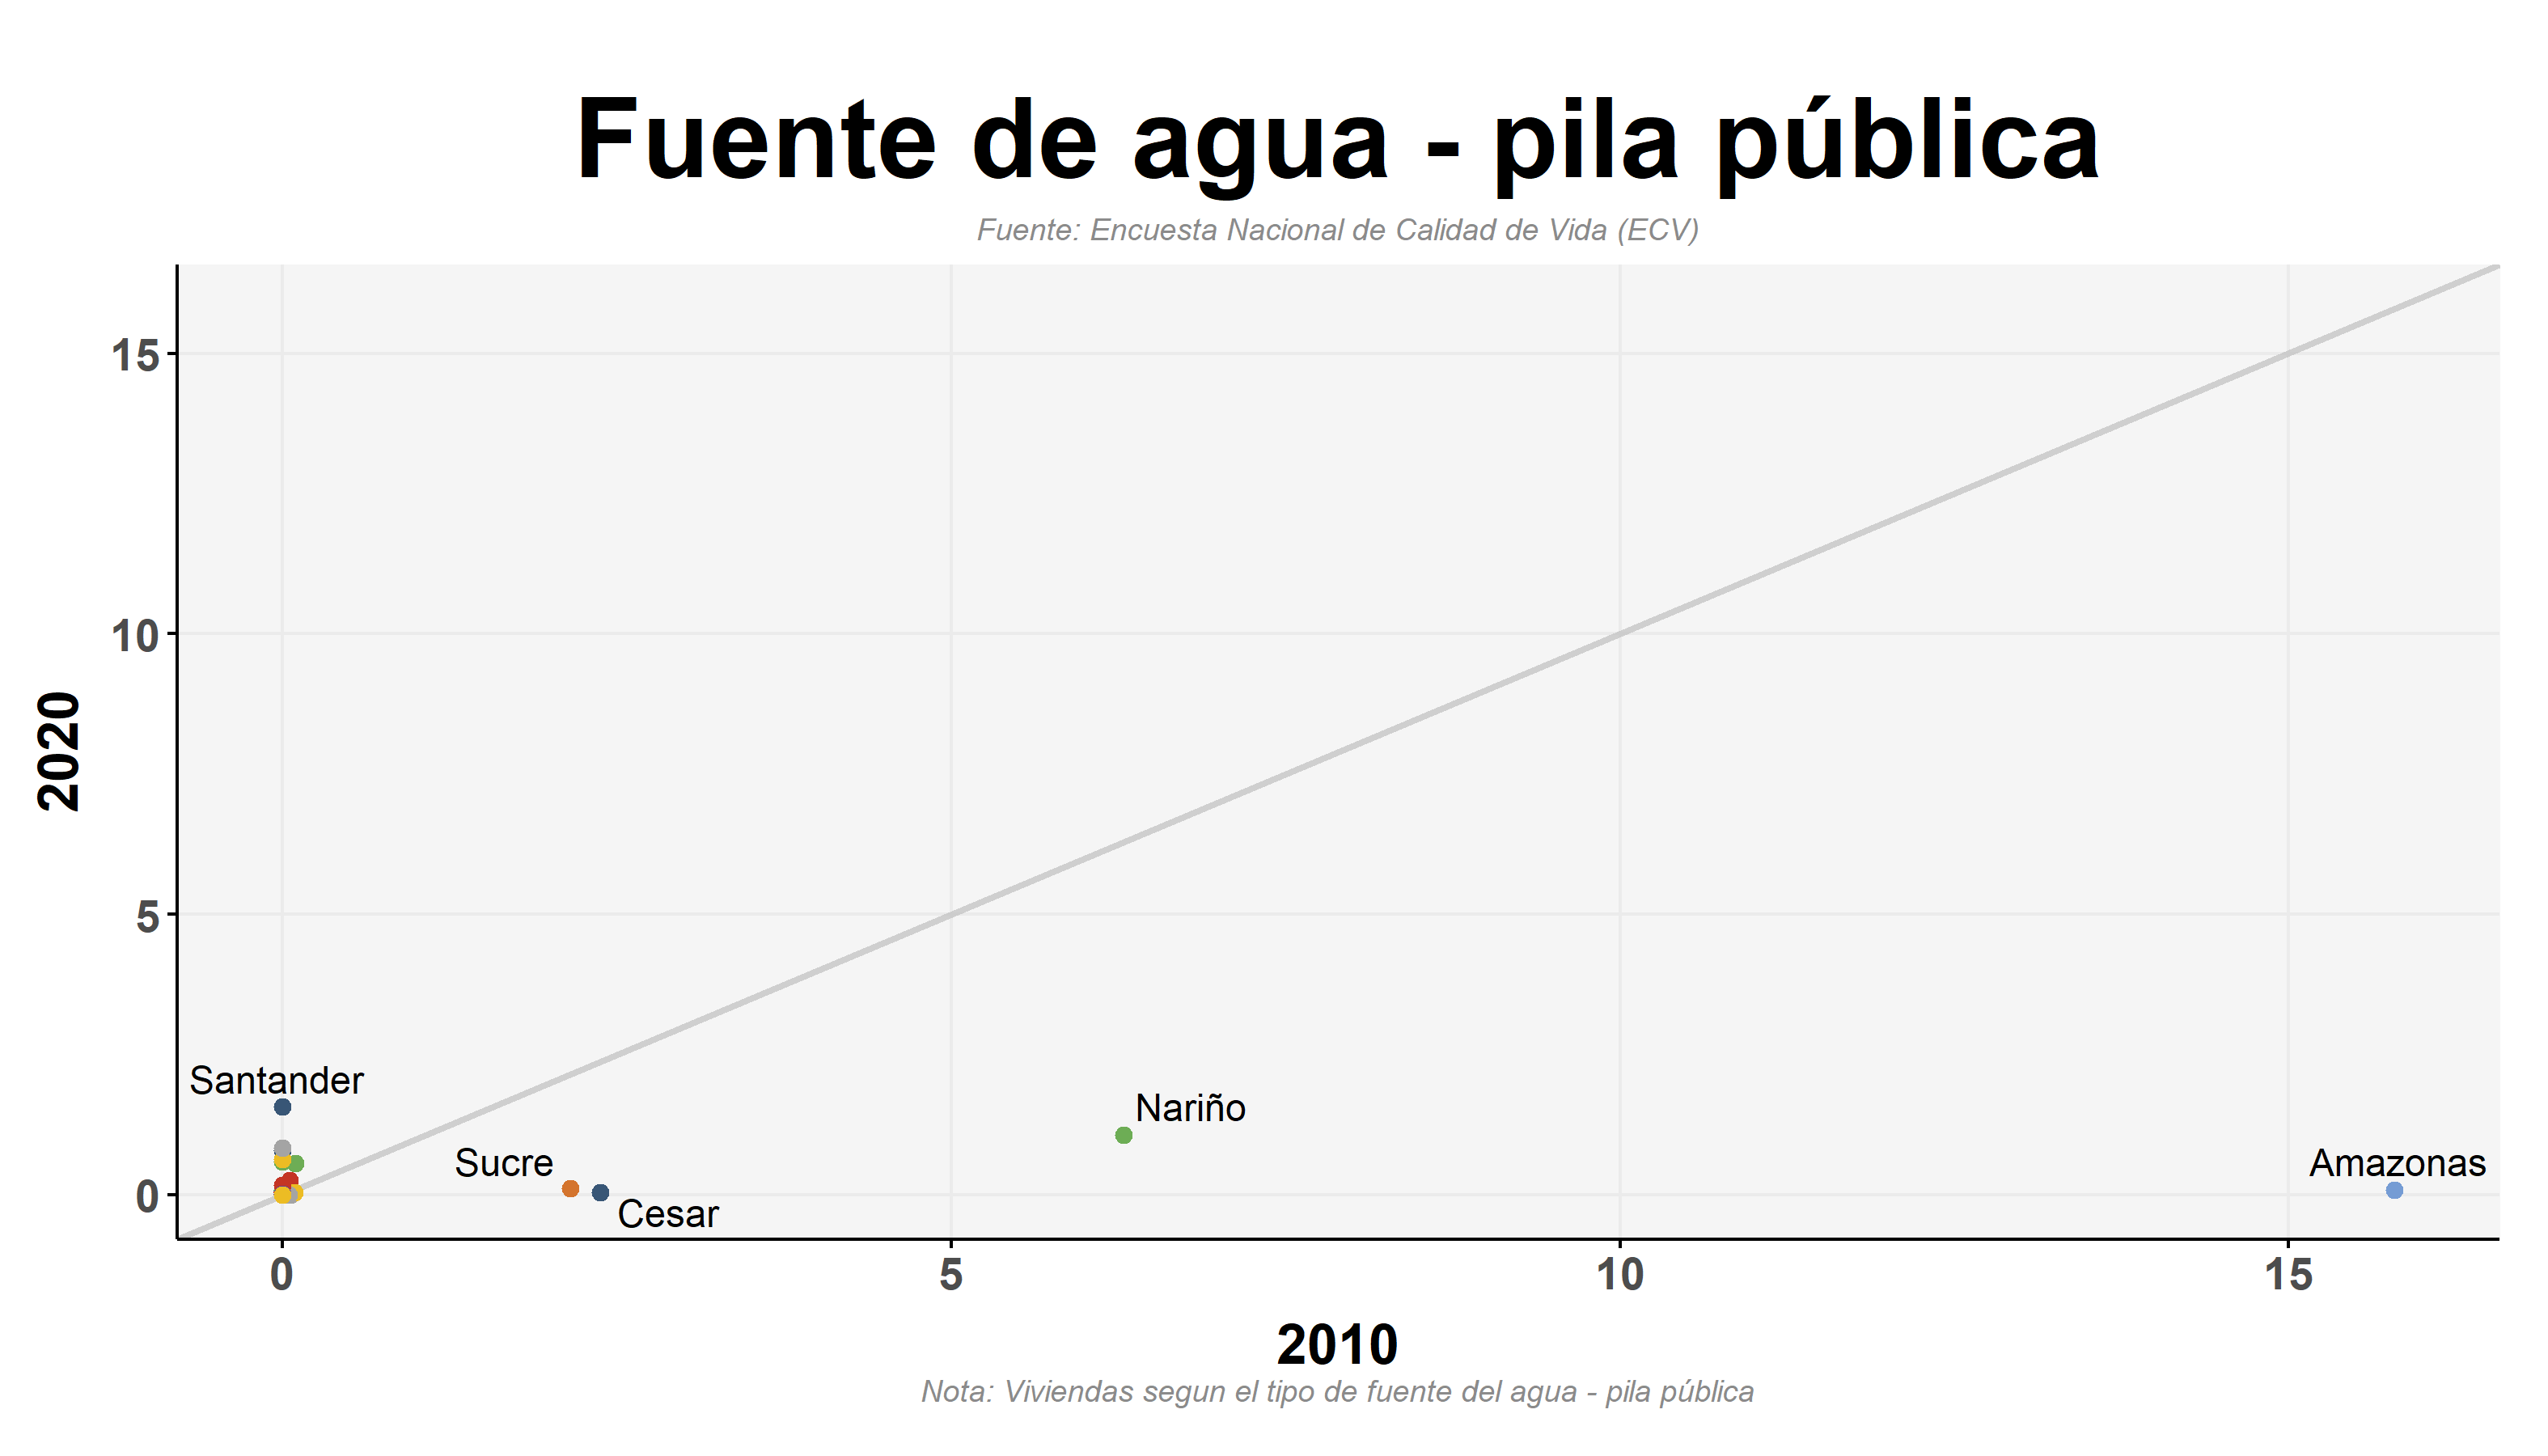 Fuente de agua - pila pública
Fuente: Encuesta Nacional de Calidad de Vida (ECV)
15
10
5
0
2020
Santander
Sucre
Cesar
Nariño
Amazonas
0
5
10
15
2010
Nota: Viviendas segun el tipo de fuente del agua - pila pública